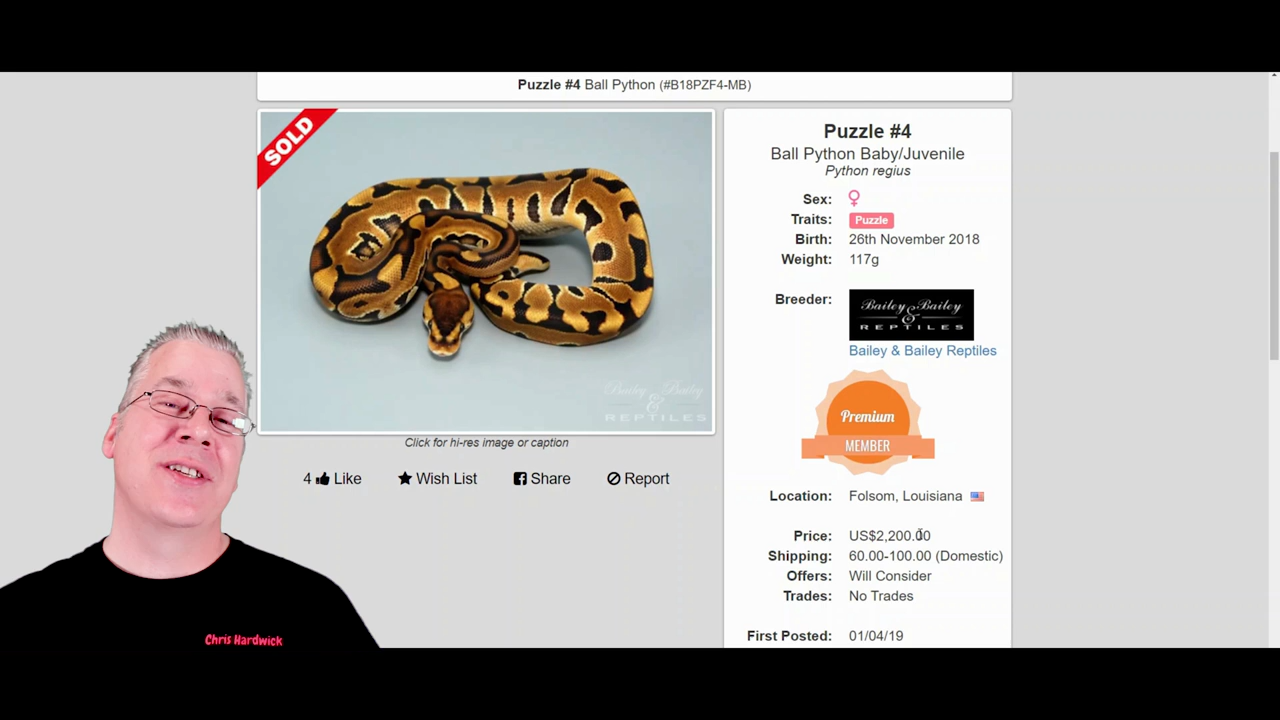 Puzzle #4 Ball Python (#B18PZF4-MB)
SOLD
Bailey & Bailey
REPTILES
Click for hi-res image or caption
4 Like
Wish List
Share
Report
Puzzle #4
Ball Python Baby/Juvenile
Python regius
Sex:
Traits: Puzzle
Birth: 26th November 2018
Weight: 117g
Breeder:
Bailey & Bailey
REPTILES
Bailey & Bailey Reptiles
Premium
MEMBER
Location: Folsom, Louisiana
Price: US$2,200.00
Shipping: 60.00-100.00 (Domestic)
Offers: Will Consider
Trades: No Trades
First Posted: 01/04/19
Chris Hardwick